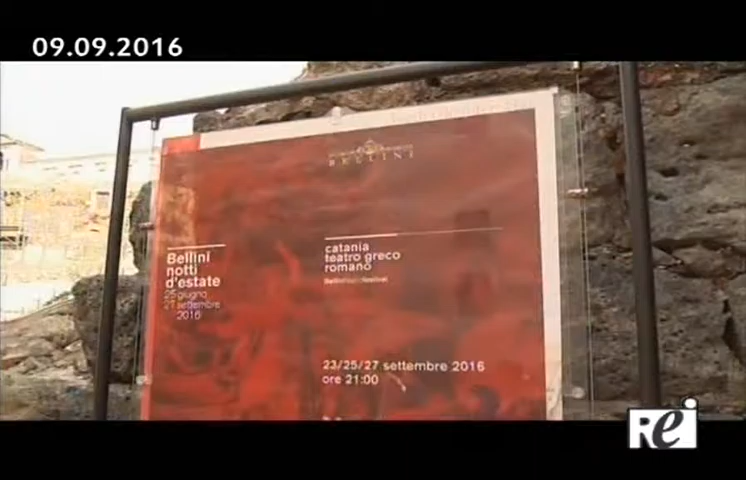 09.09.2016
BELLINI
Bellini
notti
d'estate
25 giugno
27 settembre
2016
catania
teatro greco
romano
23/25/27 settembre 2016
ore 21:00
Rei